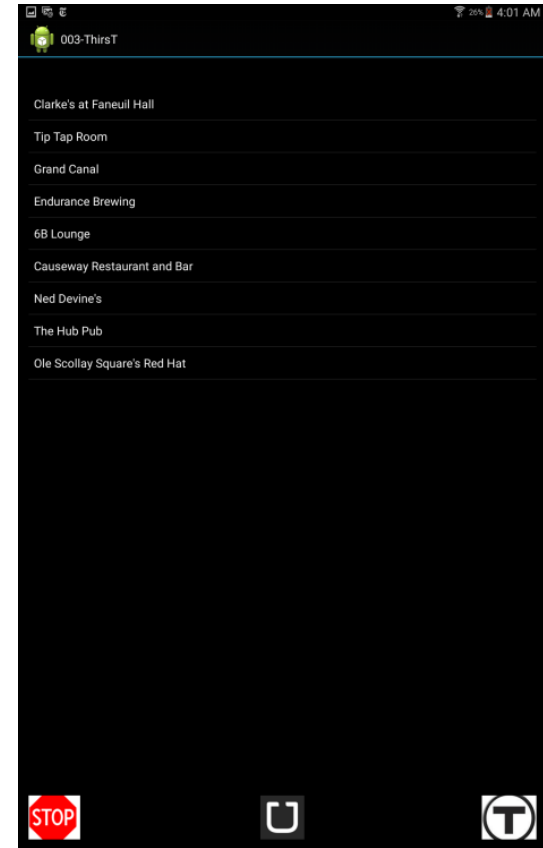 26% 4:01 AM
003-ThirsT
Clarke's at Faneuil Hall
Tip Tap Room
Grand Canal
Endurance Brewing
6B Lounge
Causeway Restaurant and Bar
Ned Devine's
The Hub Pub
Ole Scollay Square's Red Hat
STOP
T